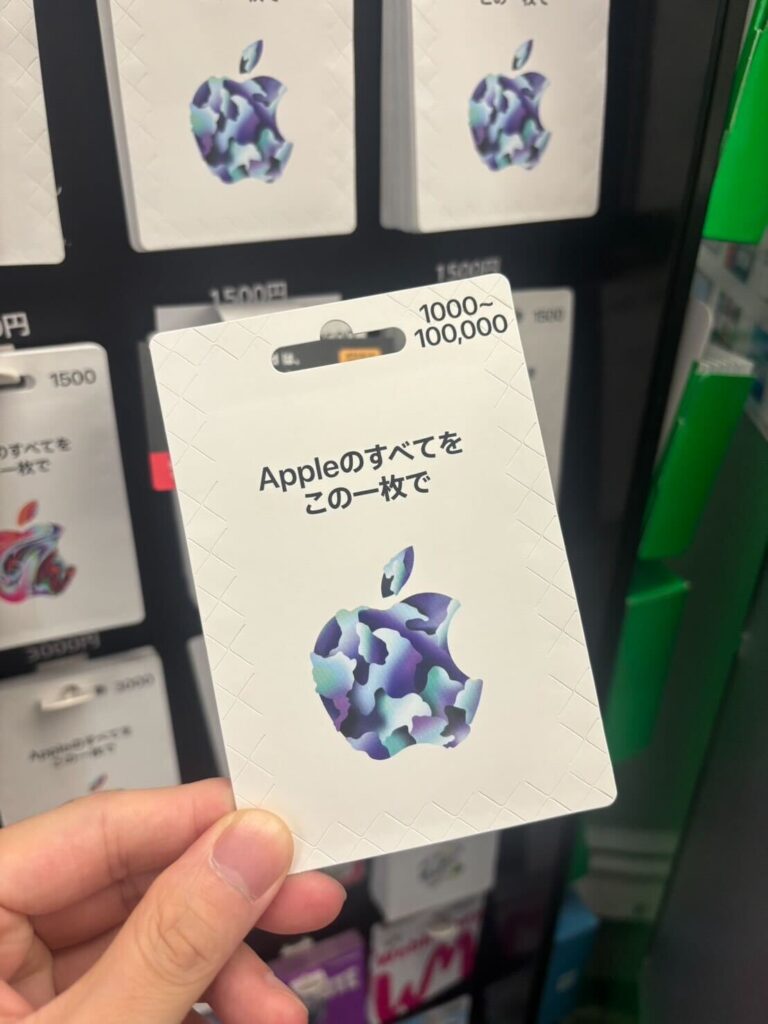 1500円
1500円
1000~
100,000
Appleのすべてを
この一枚で
1500
1500
のすべてを
一枚で
3000円
3000
Appleのすべてを
この一枚で